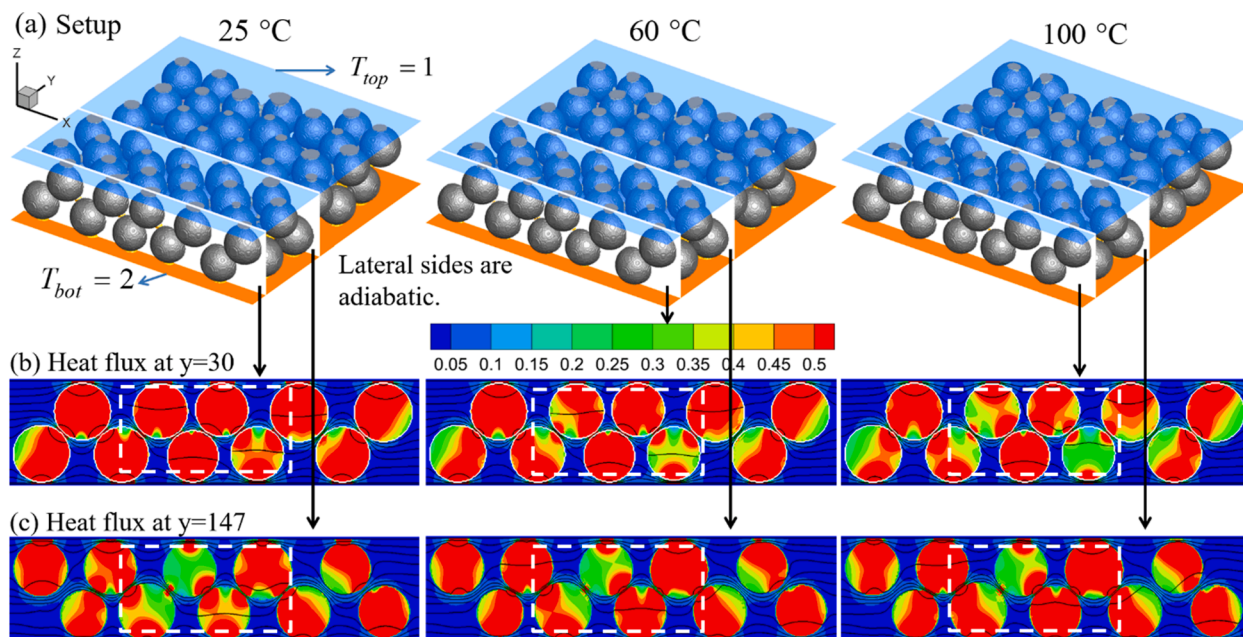 (a) Setup
25 °C
60 °C
100 °C
Z
Y
X
T_top = 1
T_bot = 2
Lateral sides are
adiabatic.
0.05 0.1 0.15 0.2 0.25 0.3 0.35 0.4 0.45 0.5
(b) Heat flux at y=30
(c) Heat flux at y=147